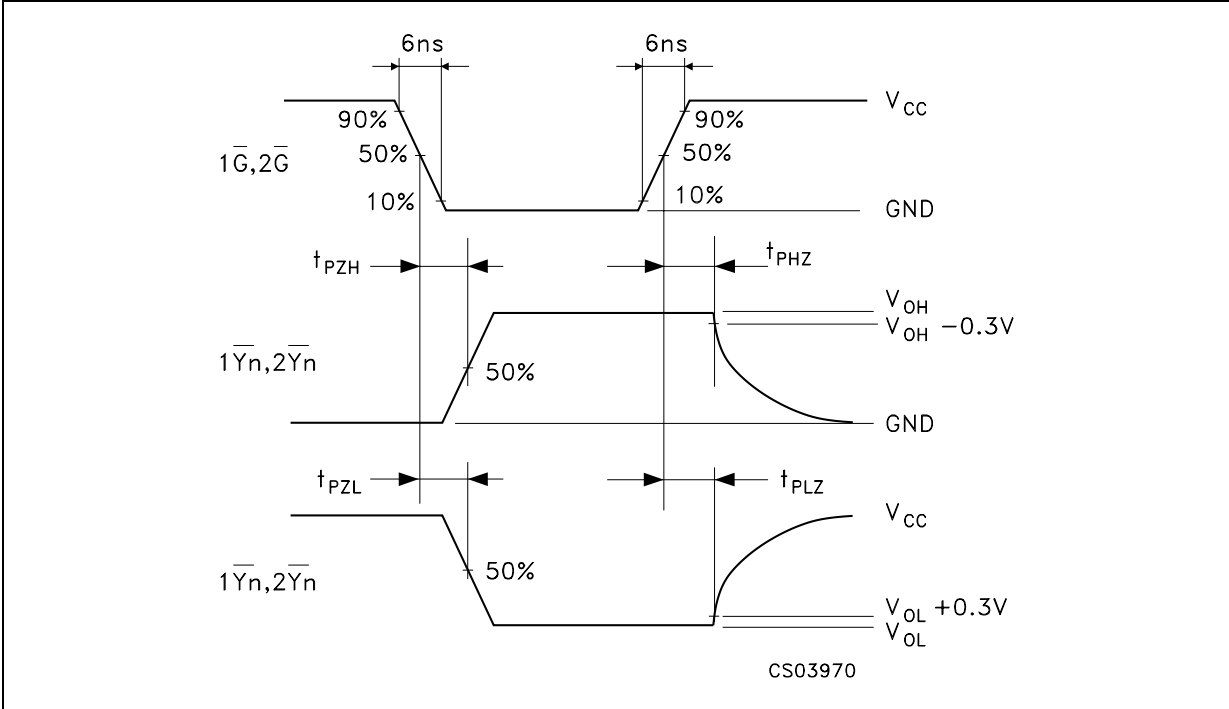 6ns 6ns
90% 90% V_CC
1G̅,2G̅ 50% 50%
10% 10% GND
t_PZH t_PHZ
V_OH
V_OH −0.3V
1Y̅n̅,2Y̅n̅ 50%
GND
t_PZL t_PLZ
V_CC
1Y̅n̅,2Y̅n̅ 50%
V_OL +0.3V
V_OL
CS03970